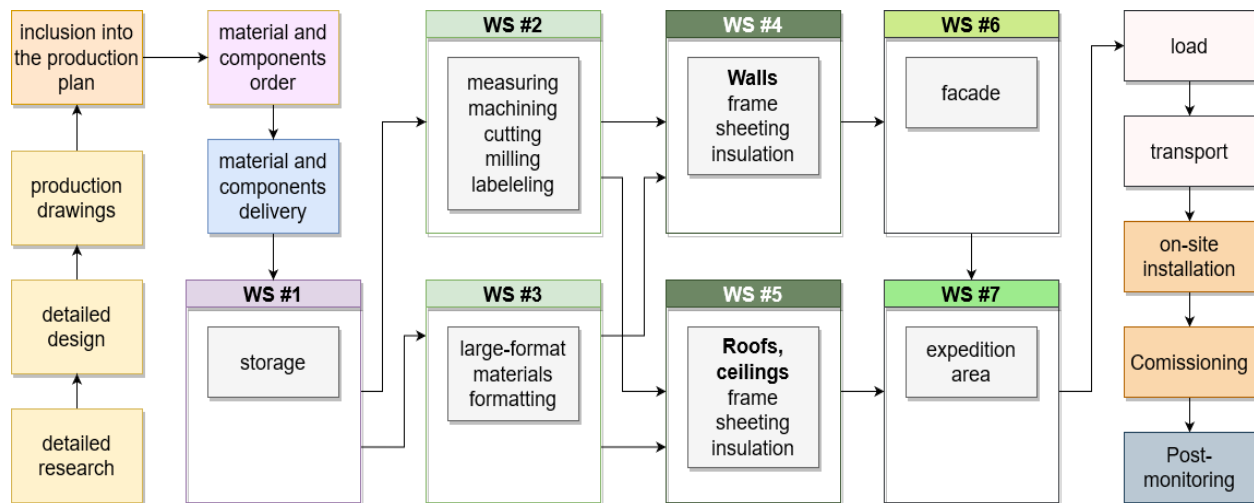 inclusion into
the production
plan
production
drawings
detailed
design
detailed
research
material and
components
order
material and
components
delivery
WS #1
storage
WS #2
measuring
machining
cutting
milling
labeleling
WS #3
large-format
materials
formatting
WS #4
Walls
frame
sheeting
insulation
WS #5
Roofs,
ceilings
frame
sheeting
insulation
WS #6
facade
WS #7
expedition
area
load
transport
on-site
installation
Comissioning
Post-
monitoring